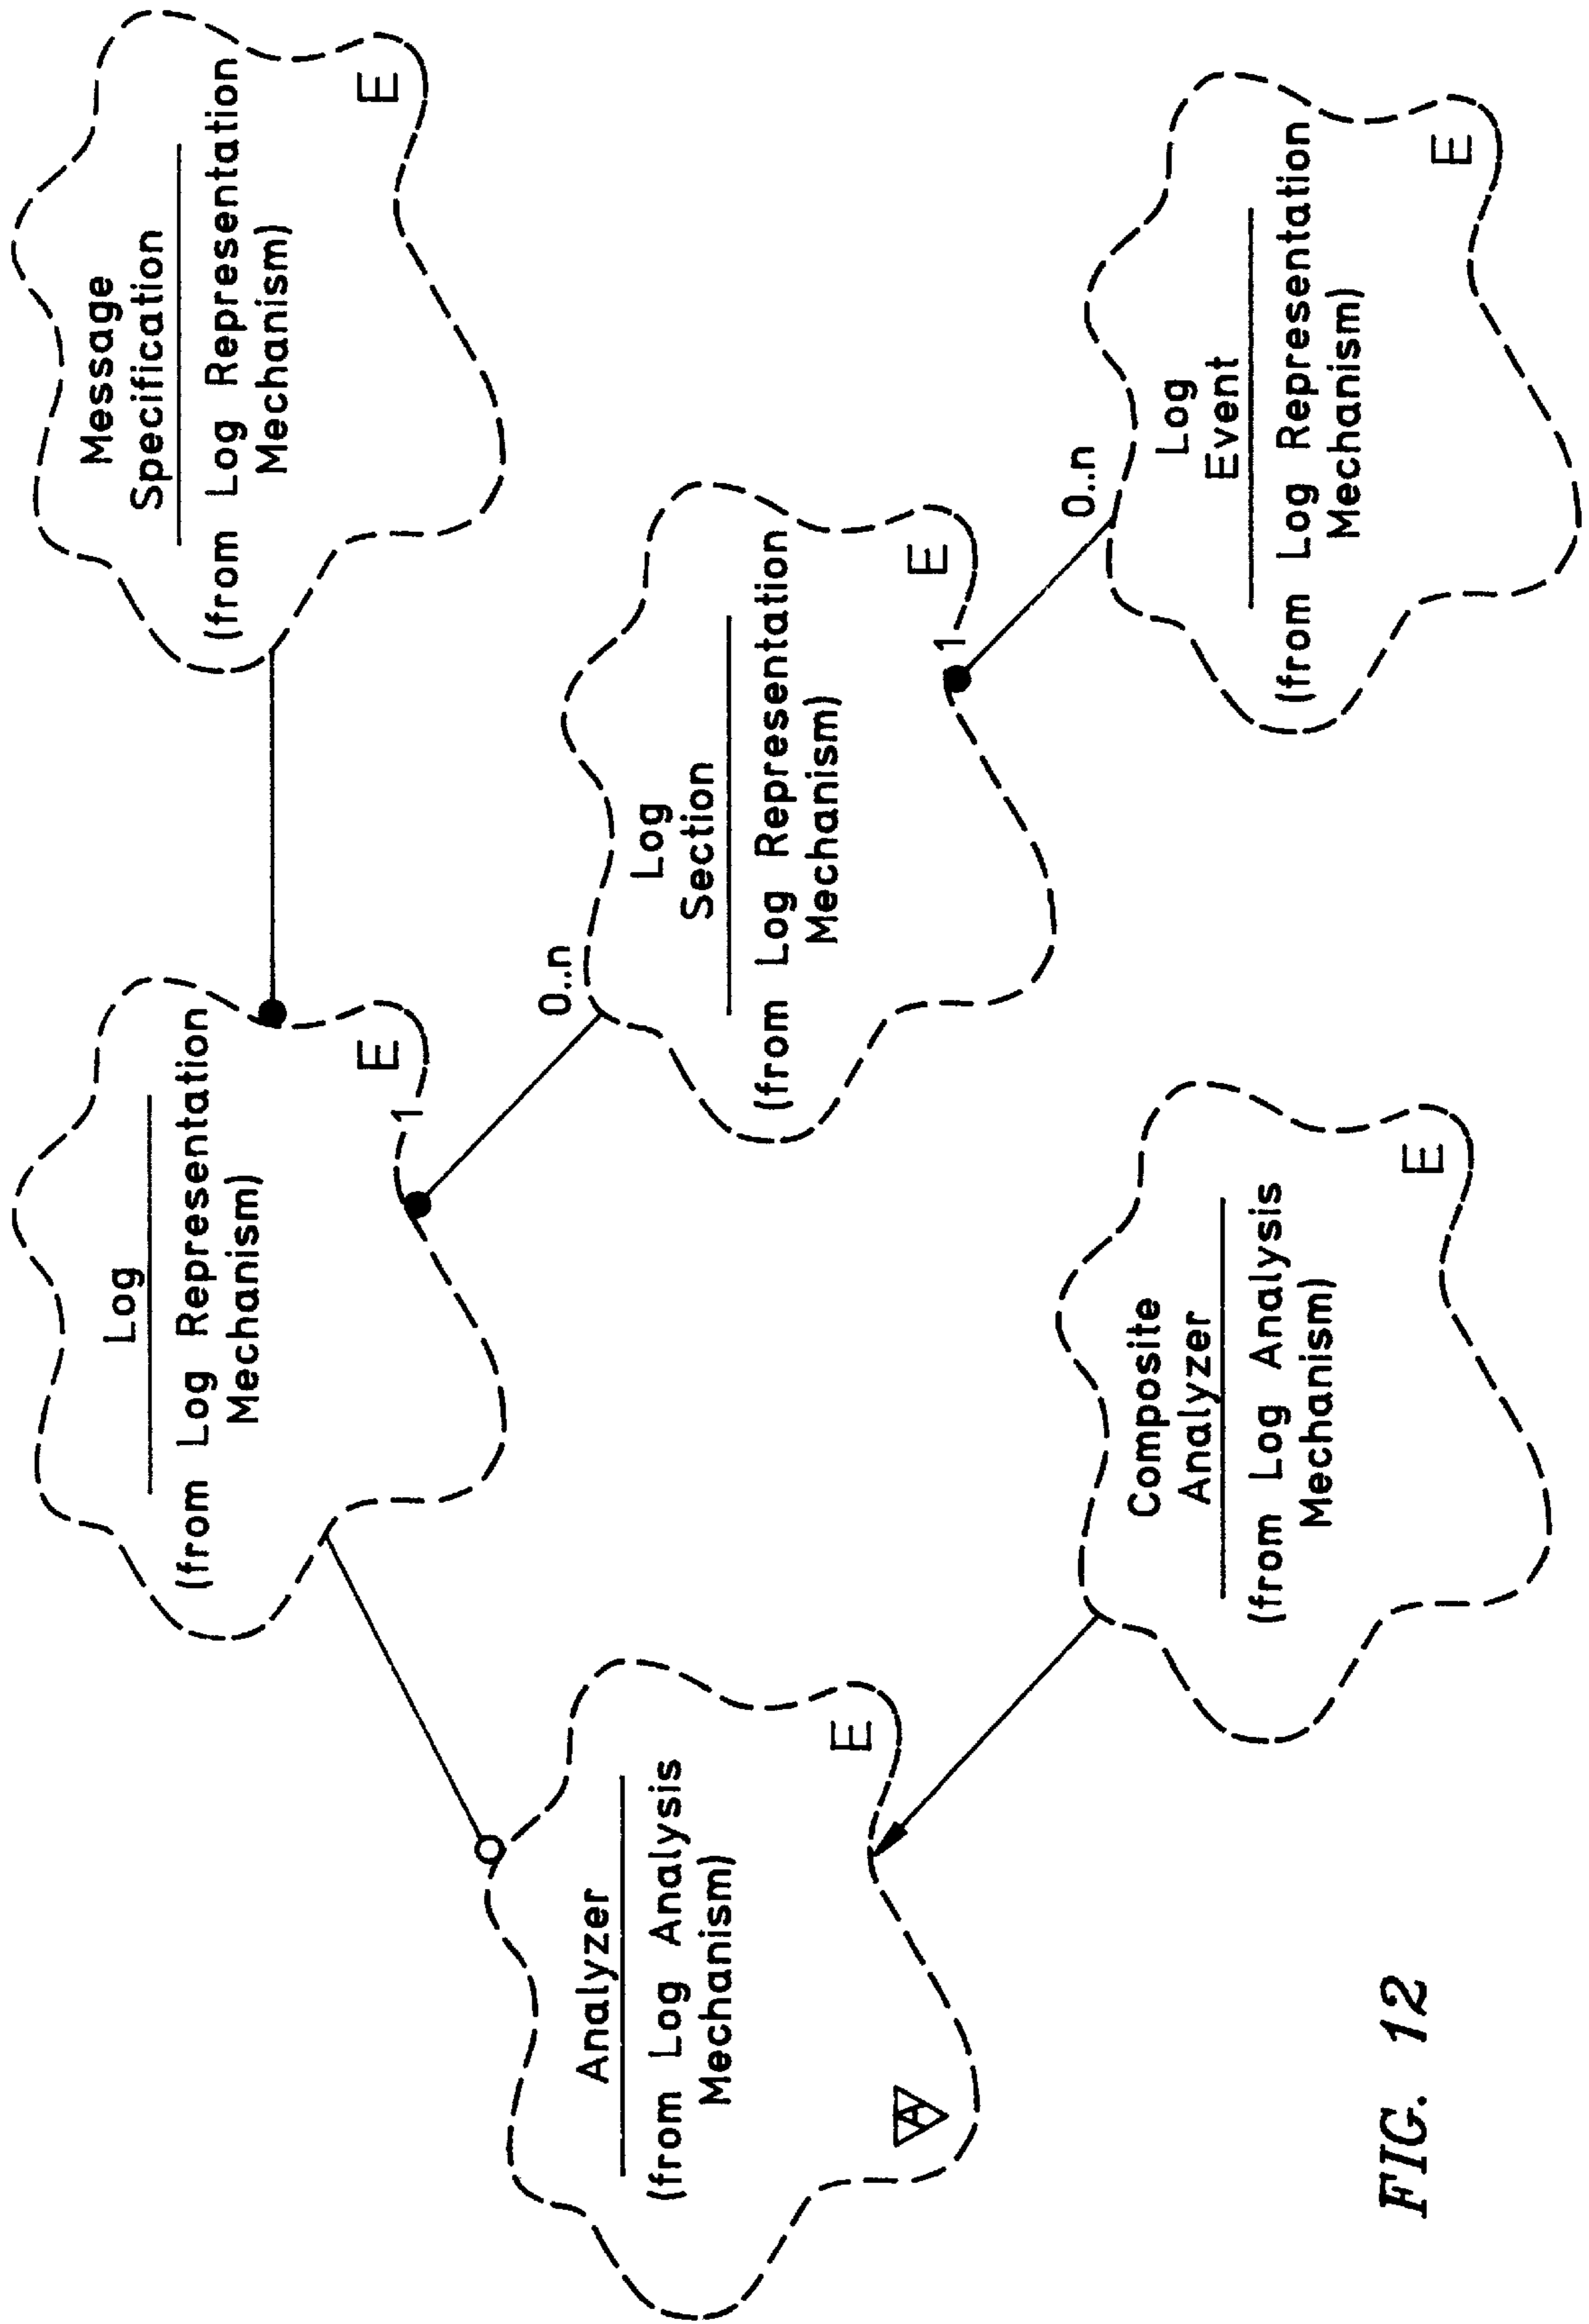 Log
(from Log Representation
Mechanism)
E
1
Message
Specification
(from Log Representation
Mechanism)
E
Analyzer
(from Log Analysis
Mechanism)
E
A
0..n
Log
Section
(from Log Representation
Mechanism)
E
1
Composite
Analyzer
(from Log Analysis
Mechanism)
E
0..n
Log
Event
(from Log Representation
Mechanism)
E
FIG. 12